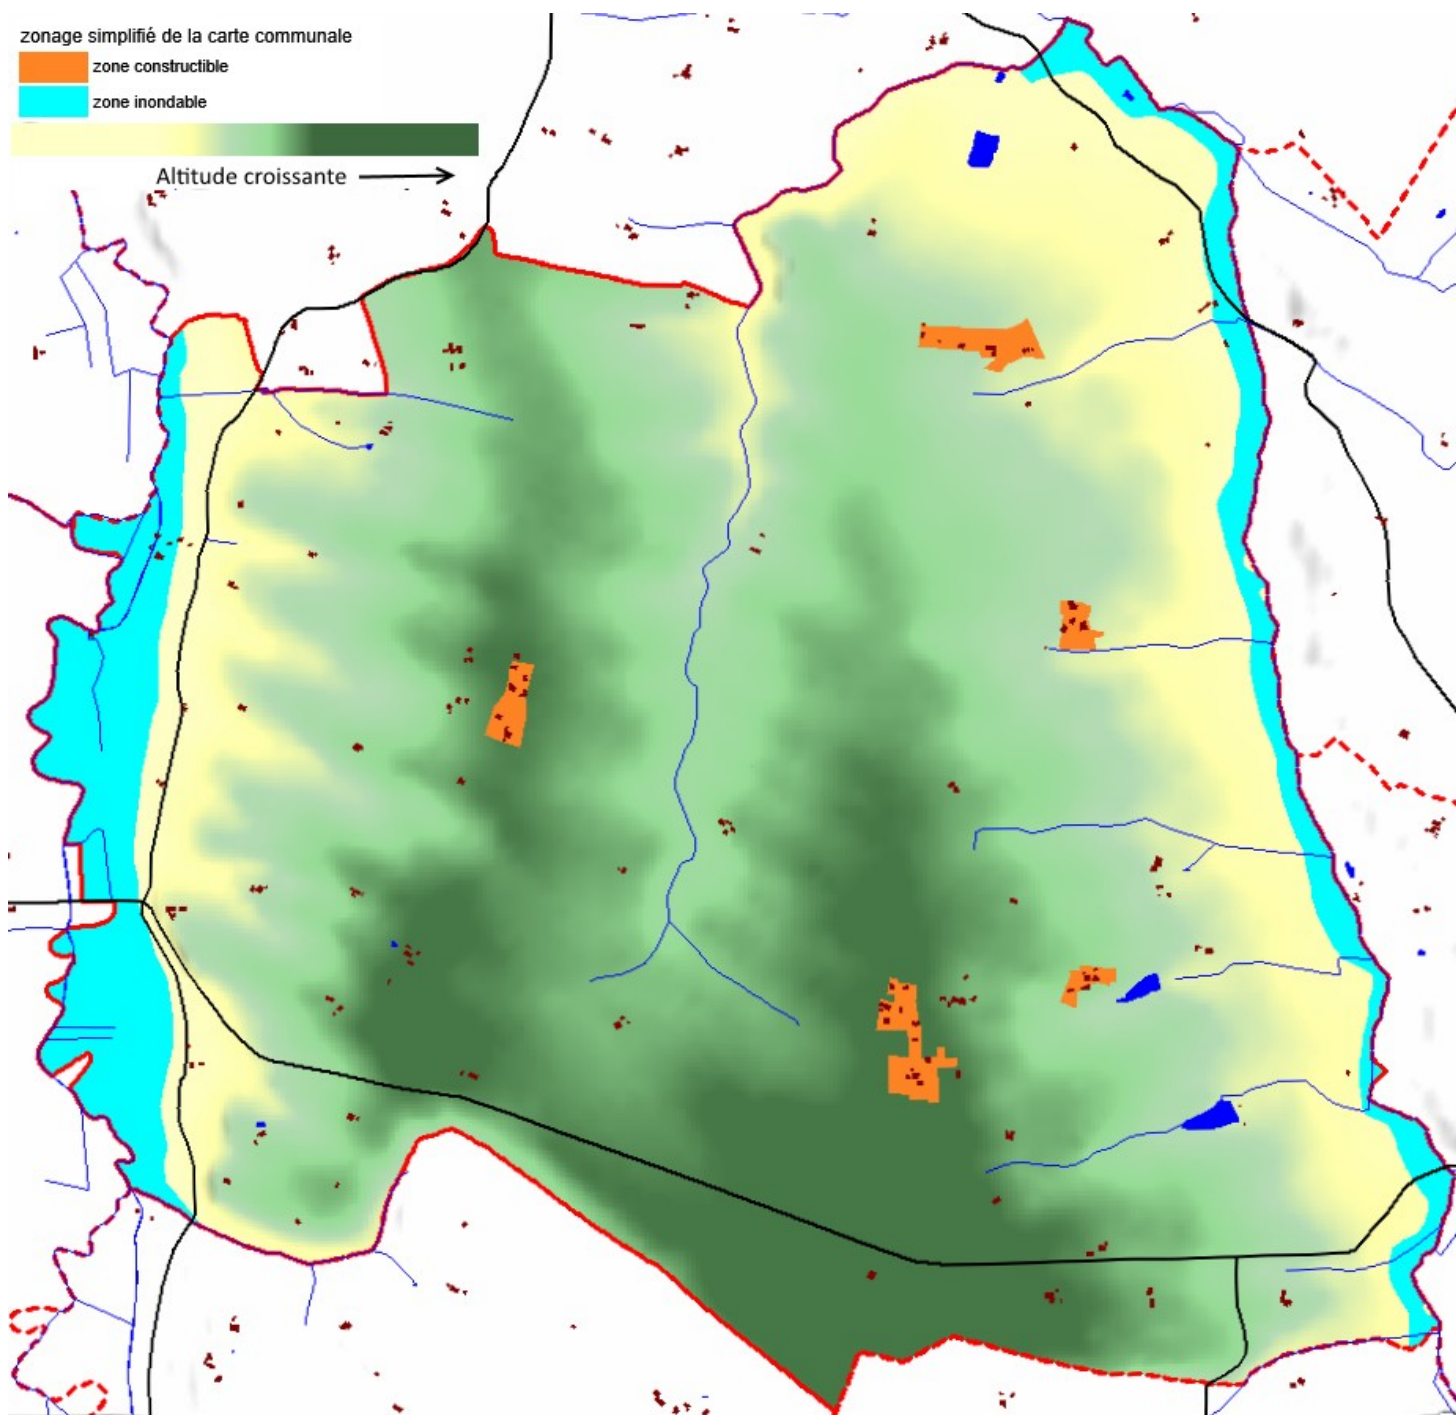 zonage simplifié de la carte communale
zone constructible
zone inondable
Altitude croissante